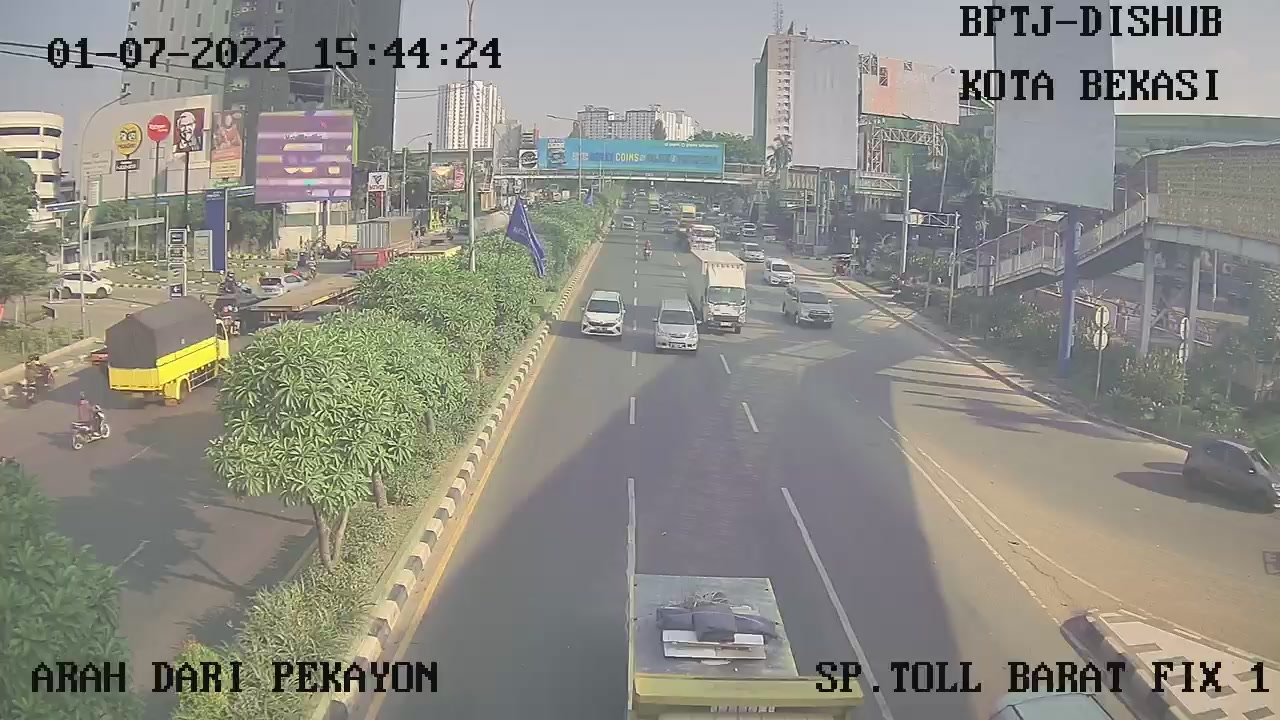 01-07-2022 15:44:24
BPTJ-DISHUB
KOTA BEKASI
KFC
COINS
ARAH DARI PEKAYON
SP.TOLL BARAT FIX 1